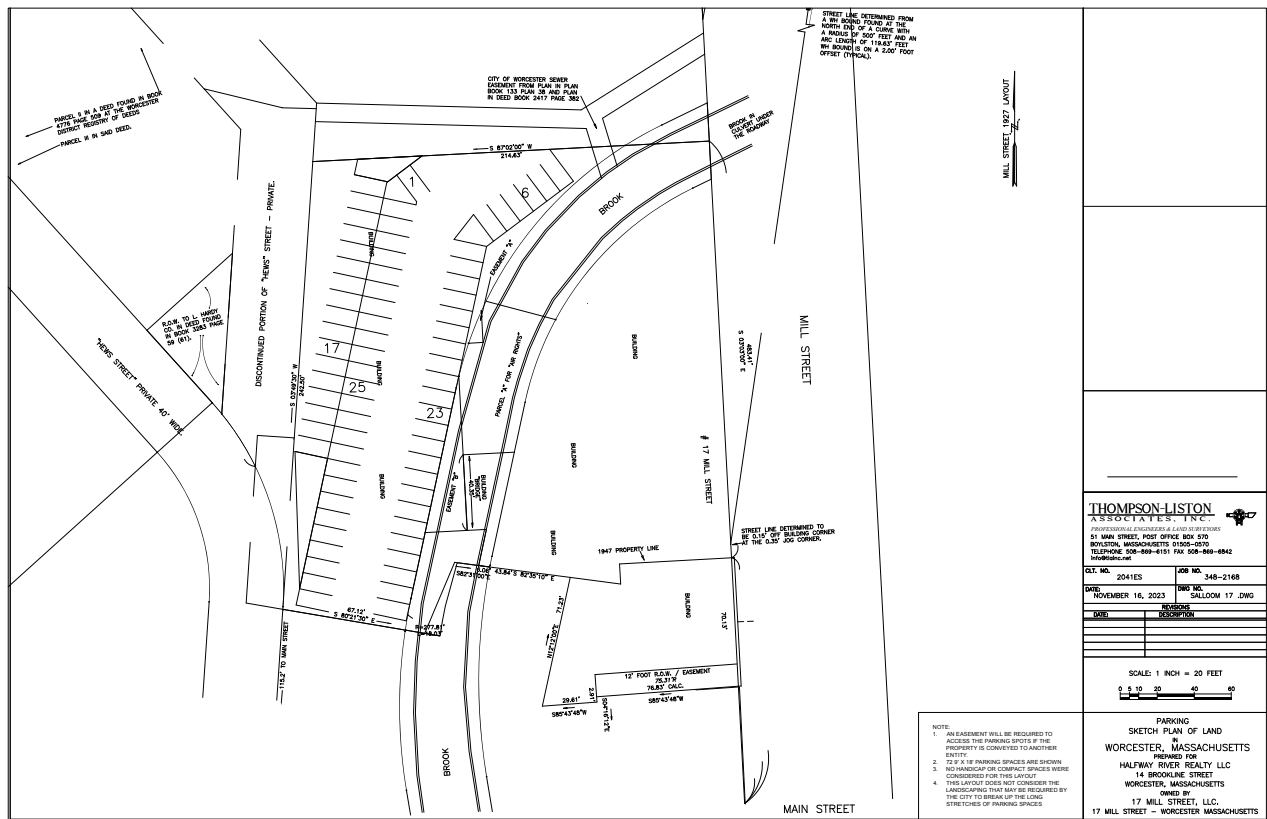 STREET LINE DETERMINED FROM
A WH BOUND FOUND AT THE
NORTH END OF A CURVE WITH
A RADIUS OF 500' FEET AND AN
ARC LENGTH OF 119.63' FEET
WH BOUND IS ON A 2.00' FOOT
OFFSET (TYPICAL).
CITY OF WORCESTER SEWER
EASEMENT FROM PLAN IN PLAN
BOOK 133 PLAN 38 AND PLAN
IN DEED BOOK 2417 PAGE 382
PARCEL II IN A DEED FOUND IN BOOK
4776 PAGE 509 AT THE WORCESTER
DISTRICT REGISTRY OF DEEDS
PARCEL III IN SAID DEED.
BROOK IN
CULVERT UNDER
THE ROADWAY
MILL STREET 1927 LAYOUT
S 87'02'00" W
214.63'
1
6
BROOK
DISCONTINUED PORTION OF "HEWS" STREET - PRIVATE.
BUILDING
EASEMENT "A"
R.O.W. TO L. HARDY
CO. IN DEED FOUND
IN BOOK 3283 PAGE
59 (61).
"HEWS STREET" PRIVATE 40' WIDE.
S 03'49'30" W
242.50'
17
25
23
BUILDING
PARCEL "A" FOR "AIR RIGHTS"
BUILDING
483.41'
S 03'03'00" E
MILL STREET
# 17 MILL STREET
BUILDING
BUILDING
EASEMENT "B"
BUILDING
"BRIDGE"
40.35'
BUILDING
STREET LINE DETERMINED TO
BE 0.15' OFF BUILDING CORNER
AT THE 0.35' JOG CORNER.
1947 PROPERTY LINE
S82'31'00"E
43.84'S 82'35'10" E
67.12'
S 80'21'30" E
R=277.81'
115.2' TO MAIN STREET
N12'12'00"E
71.23'
BUILDING
70.13'
12' FOOT R.O.W. / EASEMENT
75.31'R
76.83' CALC.
29.61'
2.91'
S85'43'48"W
S04'16'12"E
S85'43'48"W
BROOK
MAIN STREET
NOTE:
1. AN EASEMENT WILL BE REQUIRED TO
ACCESS THE PARKING SPOTS IF THE
PROPERTY IS CONVEYED TO ANOTHER
ENTITY.
2. 72 9' X 18' PARKING SPACES ARE SHOWN
3. NO HANDICAP OR COMPACT SPACES WERE
CONSIDERED FOR THIS LAYOUT
4. THIS LAYOUT DOES NOT CONSIDER THE
LANDSCAPING THAT MAY BE REQUIRED BY
THE CITY TO BREAK UP THE LONG
STRETCHES OF PARKING SPACES
THOMPSON-LISTON
ASSOCIATES, INC.
PROFESSIONAL ENGINEERS & LAND SURVEYORS
51 MAIN STREET, POST OFFICE BOX 570
BOYLSTON, MASSACHUSETTS 01505-0570
TELEPHONE 508-869-6151 FAX 508-869-6842
info@tlainc.net
CLT. NO.
2041ES
JOB NO.
348-2168
DATE:
NOVEMBER 16, 2023
DWG NO.
SALLOOM 17 .DWG
REVISIONS
DATE: DESCRIPTION
SCALE: 1 INCH = 20 FEET
0 5 10 20 40 60
PARKING
SKETCH PLAN OF LAND
IN
WORCESTER, MASSACHUSETTS
PREPARED FOR
HALFWAY RIVER REALTY LLC
14 BROOKLINE STREET
WORCESTER, MASSACHUSETTS
OWNED BY
17 MILL STREET, LLC.
17 MILL STREET - WORCESTER MASSACHUSETTS